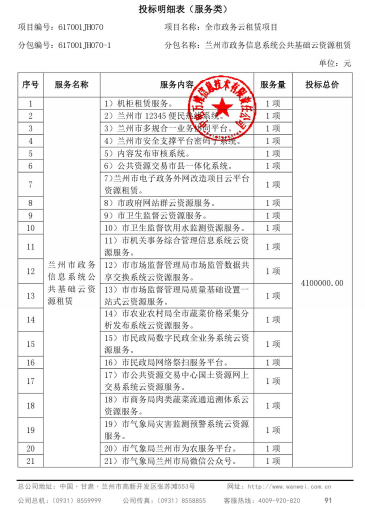 投标明细表（服务类）
项目编号：617001JH070 项目名称：全市政务云租赁项目
分包编号：617001JH070-1 分包名称：兰州市政务信息系统公共基础云资源租赁
单位：元
序号 服务名称 服务内容 服务量 投标总价
兰州市政务信息系统公共基础云资源租赁
4100000.00
1 1）机柜租赁服务。 1 项
2 2）兰州市 12345 便民 1 项
3 3）兰州市多规合一业务 平台。 1 项
4 4）兰州市安全支撑平台密码 系统。 1 项
5 5）内容发布审核系统。 1 项
6 6）公共资源交易市县一体化系统。 1 项
7 7)兰州市电子政务外网改造项目云平台
资源租赁。 1 项
8 8）市政府网站群云资源服务。 1 项
9 9）市卫生监督云资源服务。 1 项
10 10）市卫生监督饮用水监测资源服务。 1 项
11 11）市机关事务综合管理信息系统云资
源服务。 1 项
12 12）市市场监督管理局市场监管数据共
享交换系统云资源服务。 1 项
13 13）市市场监督管理局质量基础设置一
站式云资源服务。 1 项
14 14）市农业农村局全市蔬菜价格采集分
析发布系统云资源服务。 1 项
15 15）市民政局数字民政全业务系统云资
源服务。 1 项
16 16）市民政局网络祭扫服务平台。 1 项
17 17）市公共资源交易中心国土资源网上
交易系统云资源服务。 1 项
18 18）市商务局肉类蔬菜流通追溯体系云
资源服务。 1 项
19 19）市气象局灾害监测预警系统云资源
服务。 1 项
20 20）市气象局兰州市为农服务平台。 1 项
21 21）市气象局兰州市局微信公众号。 1 项
总公司地址：中国·甘肃·兰州市高新开发区张苏滩553号 网址：http://www.wanwei.com.cn
公司总机：(0931) 8559999 公司传真：(0931) 8558855 客服热线：4009-920-820 91